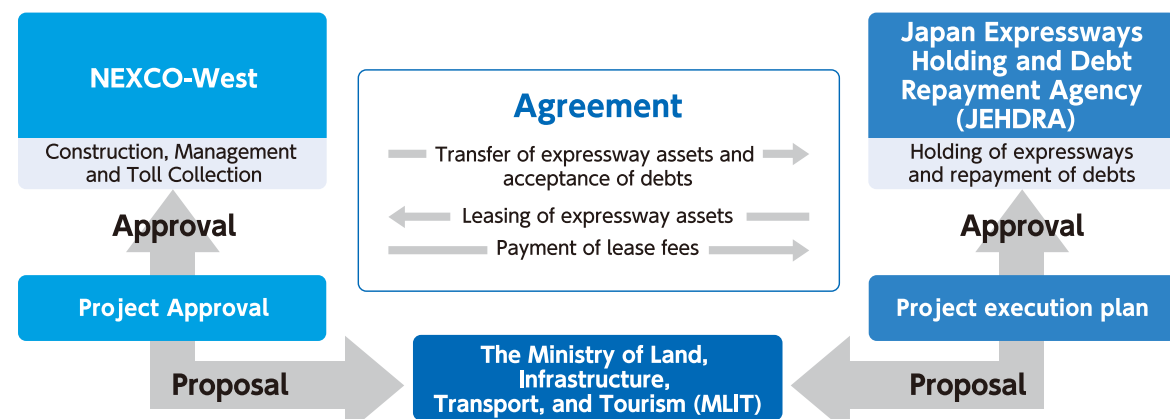 NEXCO-West
Construction, Management
and Toll Collection
Approval
Project Approval
Proposal
Agreement
Transfer of expressway assets and
acceptance of debts
Leasing of expressway assets
Payment of lease fees
The Ministry of Land,
Infrastructure,
Transport, and Tourism (MLIT)
Japan Expressways
Holding and Debt
Repayment Agency
(JEHDRA)
Holding of expressways
and repayment of debts
Approval
Project execution plan
Proposal